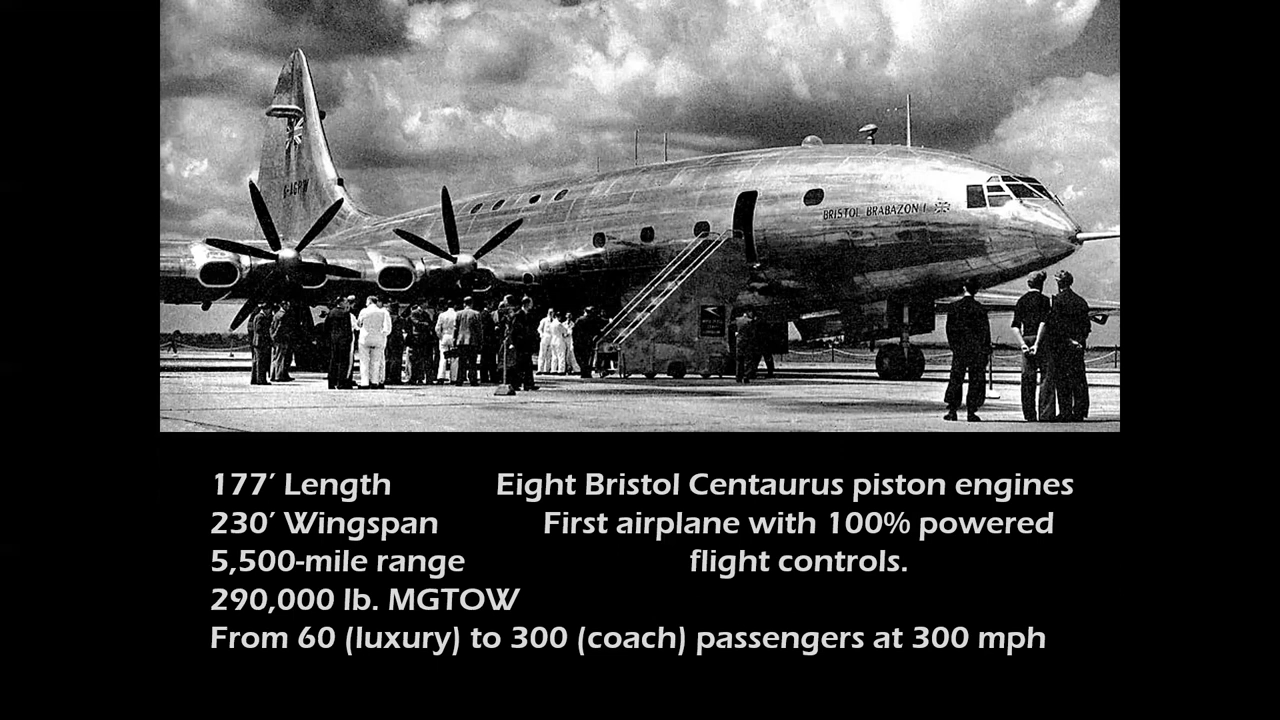 G-AGPW
BRISTOL BRABAZON I
177′ Length
230′ Wingspan
5,500-mile range
290,000 lb. MGTOW
From 60 (luxury) to 300 (coach) passengers at 300 mph
Eight Bristol Centaurus piston engines
First airplane with 100% powered
flight controls.